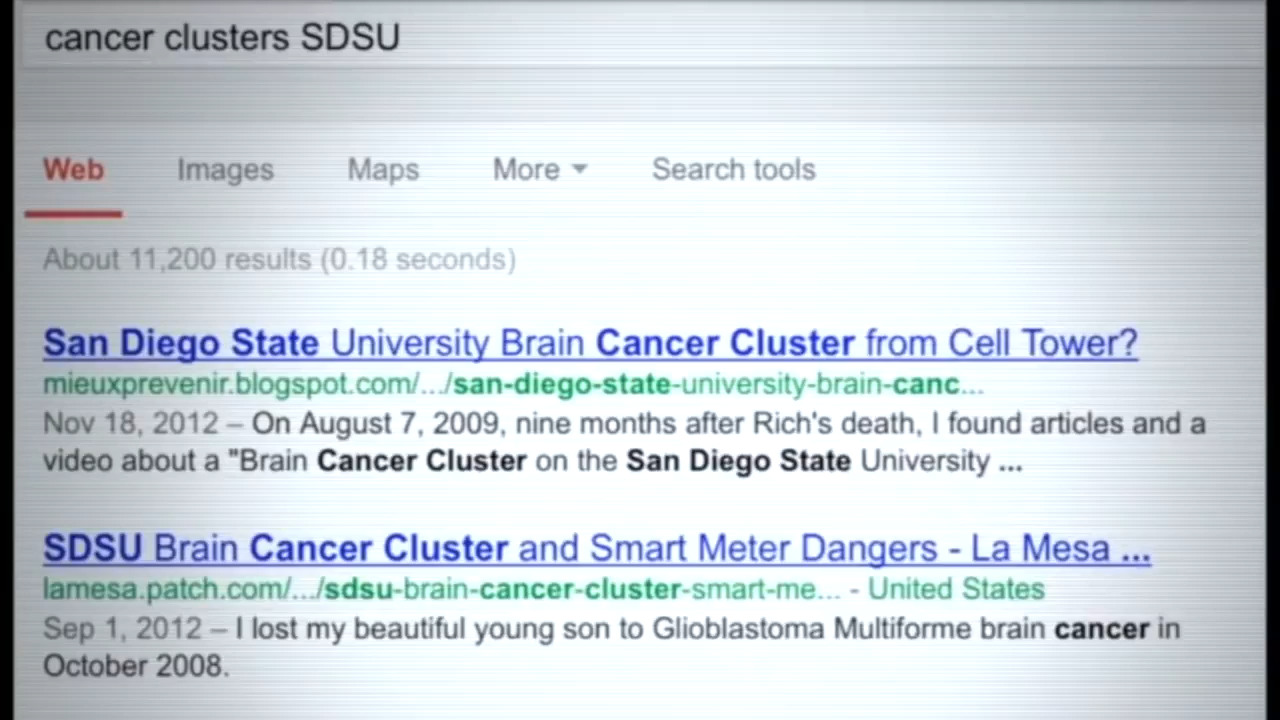 cancer clusters SDSU
Web Images Maps More Search tools
About 11,200 results (0.18 seconds)
San Diego State University Brain Cancer Cluster from Cell Tower?
mieuxprevenir.blogspot.com/.../san-diego-state-university-brain-canc...
Nov 18, 2012 – On August 7, 2009, nine months after Rich's death, I found articles and a
video about a "Brain Cancer Cluster on the San Diego State University ...
SDSU Brain Cancer Cluster and Smart Meter Dangers - La Mesa ...
lamesa.patch.com/.../sdsu-brain-cancer-cluster-smart-me... - United States
Sep 1, 2012 – I lost my beautiful young son to Glioblastoma Multiforme brain cancer in
October 2008.